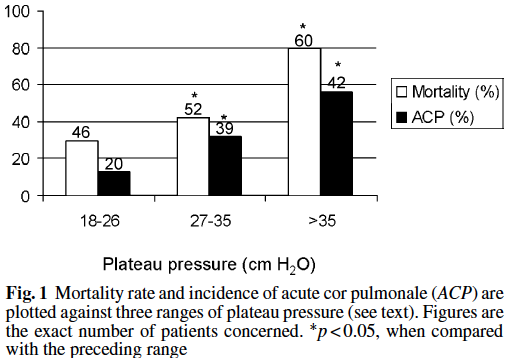 100
80
60
40
20
0
46
20
*
52
*
39
*
60
*
42
18-26
27-35
>35
Plateau pressure (cm H₂O)
Mortality (%)
ACP (%)
Fig. 1 Mortality rate and incidence of acute cor pulmonale (ACP) are
plotted against three ranges of plateau pressure (see text). Figures are
the exact number of patients concerned. *p<0.05, when compared
with the preceding range